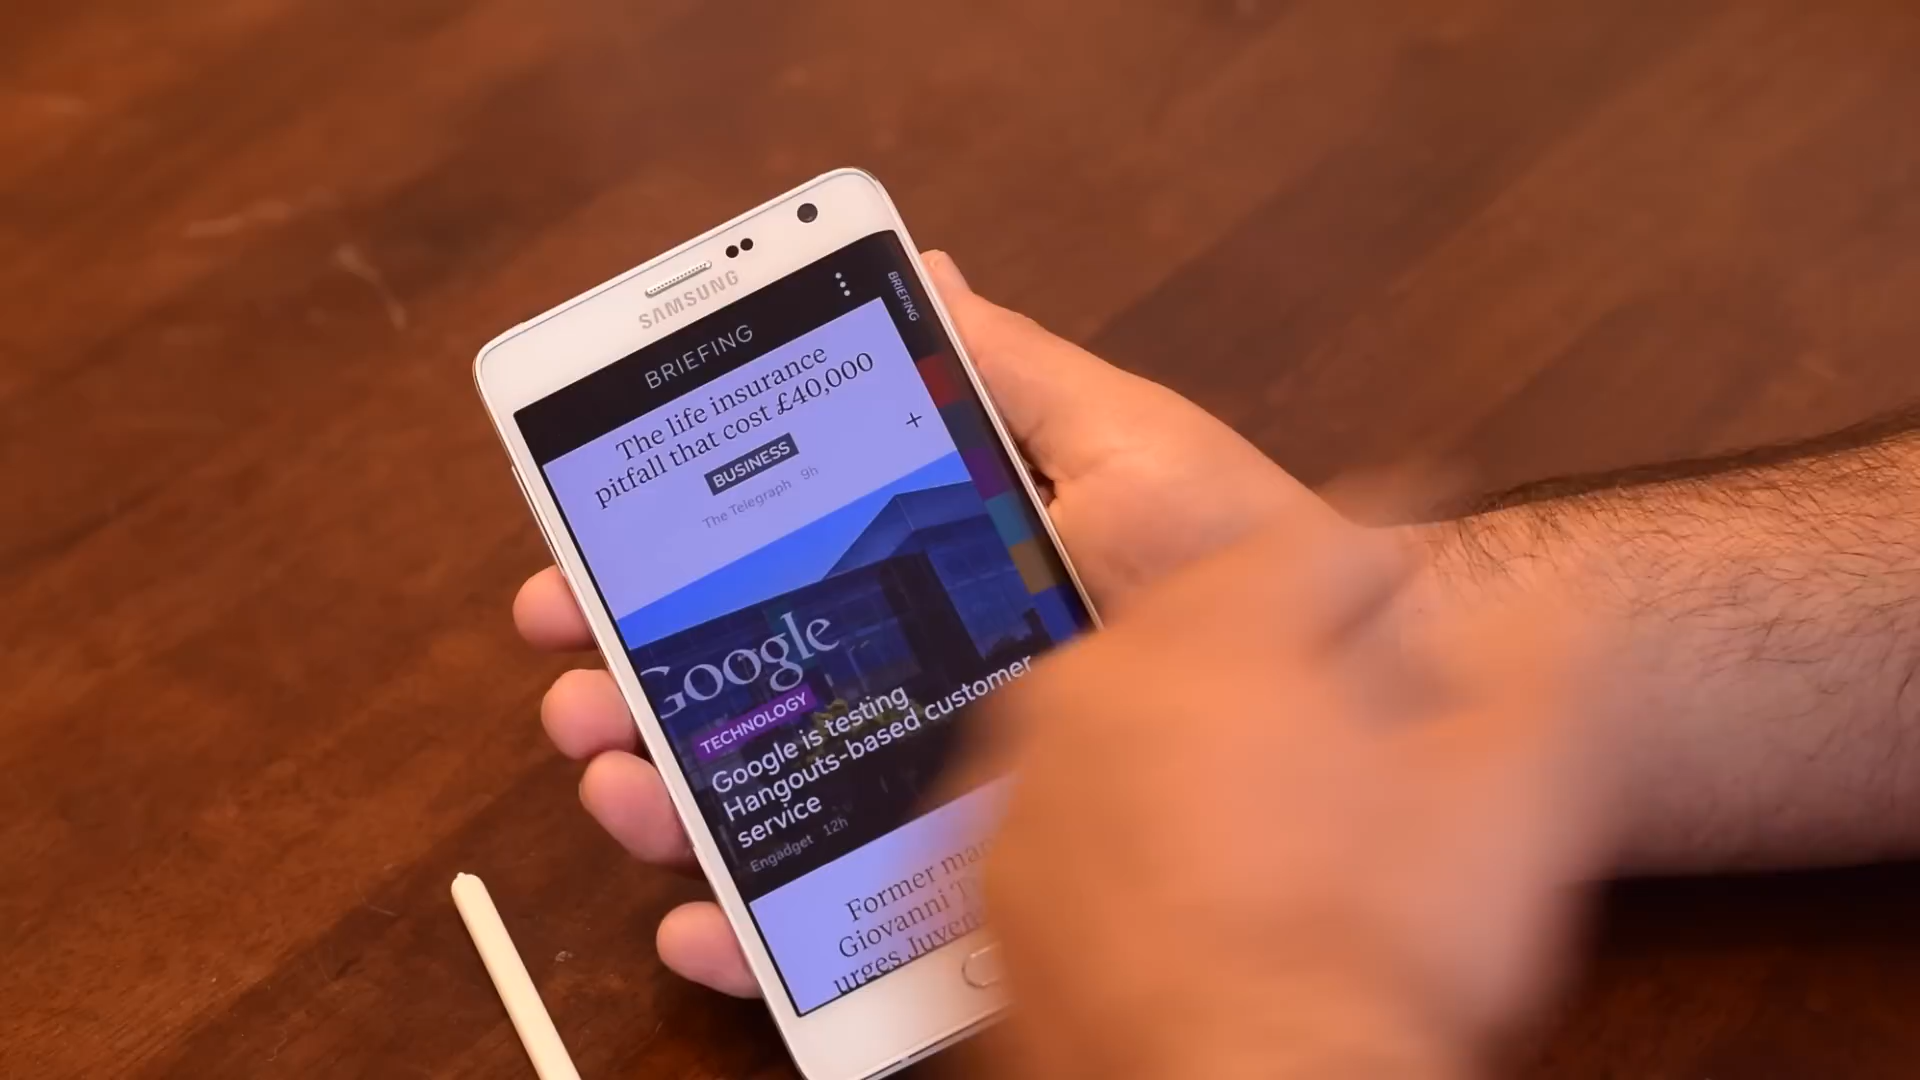 SAMSUNG
BRIEFING
BRIEFING
The life insurance
pitfall that cost £40,000
BUSINESS
The Telegraph 9h
Google
TECHNOLOGY
Google is testing
Hangouts-based customer
service
Engadget 12h
Former
Giovanni
urges